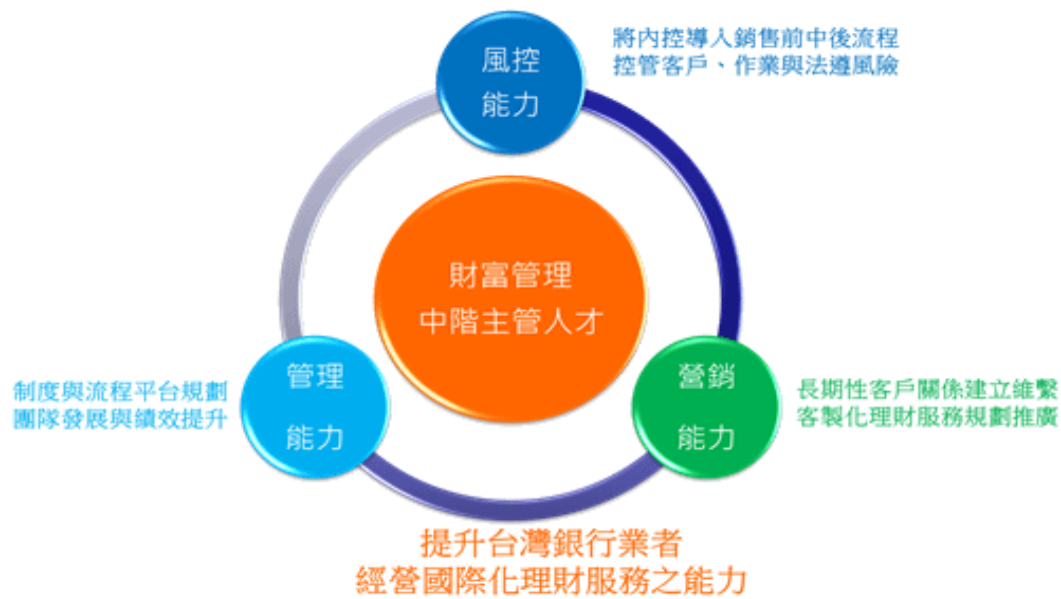 風控
能力
將內控導入銷售前中後流程
控管客戶、作業與法遵風險
財富管理
中階主管人才
管理
能力
制度與流程平台規劃
團隊發展與績效提升
營銷
能力
長期性客戶關係建立維繫
客製化理財服務規劃推廣
提升台灣銀行業者
經營國際化理財服務之能力